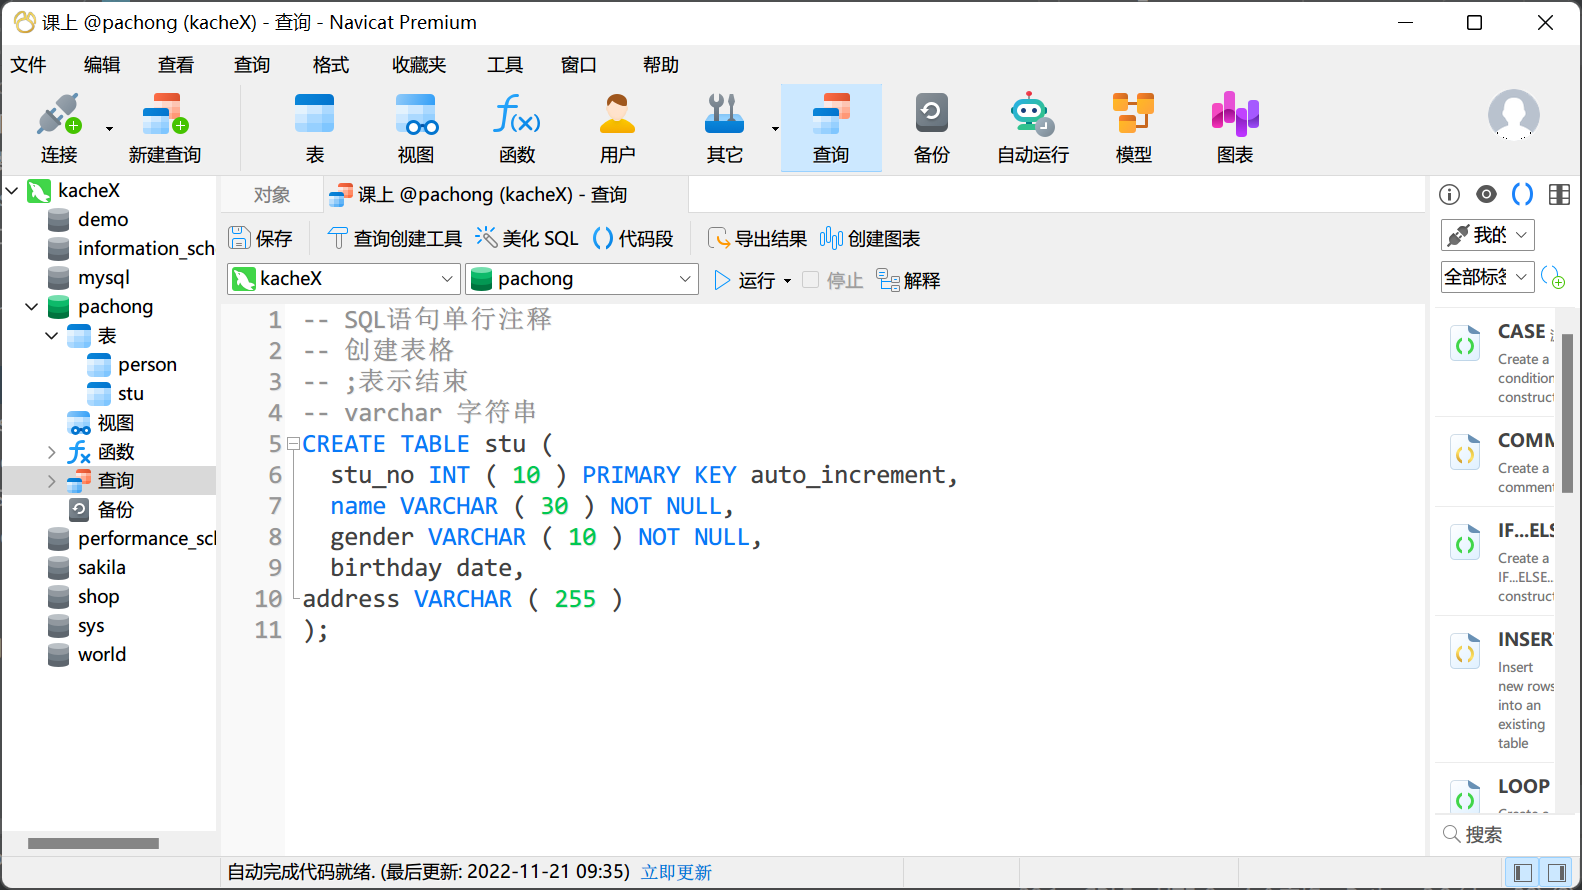 课上 @pachong (kacheX) - 查询 - Navicat Premium
文件 编辑 查看 查询 格式 收藏夹 工具 窗口 帮助
连接 新建查询 表 视图 函数 用户 其它 查询 备份 自动运行 模型 图表
kacheX
demo
information_sch
mysql
pachong
表
person
stu
视图
函数
查询
备份
performance_scl
sakila
shop
sys
world
对象 课上 @pachong (kacheX) - 查询
保存 查询创建工具 美化 SQL 代码段 导出结果 创建图表
kacheX pachong 运行 停止 解释
1 -- SQL语句单行注释
2 -- 创建表格
3 -- ;表示结束
4 -- varchar 字符串
5 CREATE TABLE stu (
6 stu_no INT ( 10 ) PRIMARY KEY auto_increment,
7 name VARCHAR ( 30 ) NOT NULL,
8 gender VARCHAR ( 10 ) NOT NULL,
9 birthday date,
10 address VARCHAR ( 255 )
11 );
我的
全部标签
CASE
Create a
condition
construct
COMM
Create a
comment
IF...ELS
Create a
IF...ELSE...
construct
INSER
Insert
new rows
into an
existing
table
LOOP
搜索
自动完成代码就绪. (最后更新: 2022-11-21 09:35) 立即更新